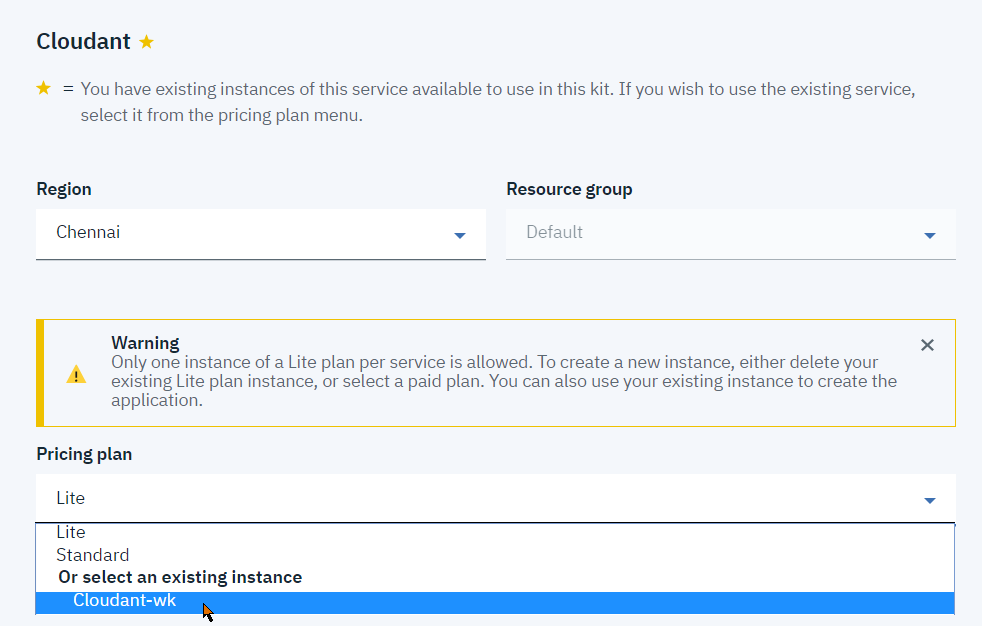 Cloudant
= You have existing instances of this service available to use in this kit. If you wish to use the existing service,
select it from the pricing plan menu.
Region
Resource group
Chennai
Default
Warning
Only one instance of a Lite plan per service is allowed. To create a new instance, either delete your
existing Lite plan instance, or select a paid plan. You can also use your existing instance to create the
application.
Pricing plan
Lite
Lite
Standard
Or select an existing instance
Cloudant-wk